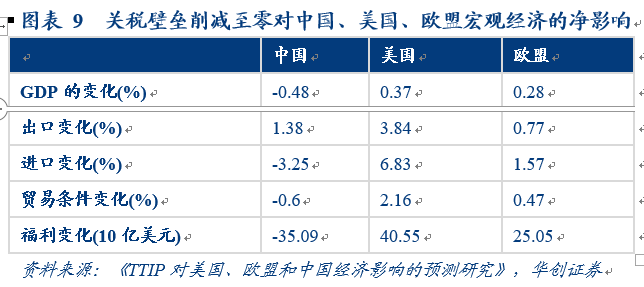 图表 9 关税壁垒削减至零对中国、美国、欧盟宏观经济的净影响
中国 美国 欧盟
GDP 的变化(%) -0.48 0.37 0.28
出口变化(%) 1.38 3.84 0.77
进口变化(%) -3.25 6.83 1.57
贸易条件变化(%) -0.6 2.16 0.47
福利变化(10 亿美元) -35.09 40.55 25.05
资料来源：《TTIP 对美国、欧盟和中国经济影响的预测研究》，华创证券